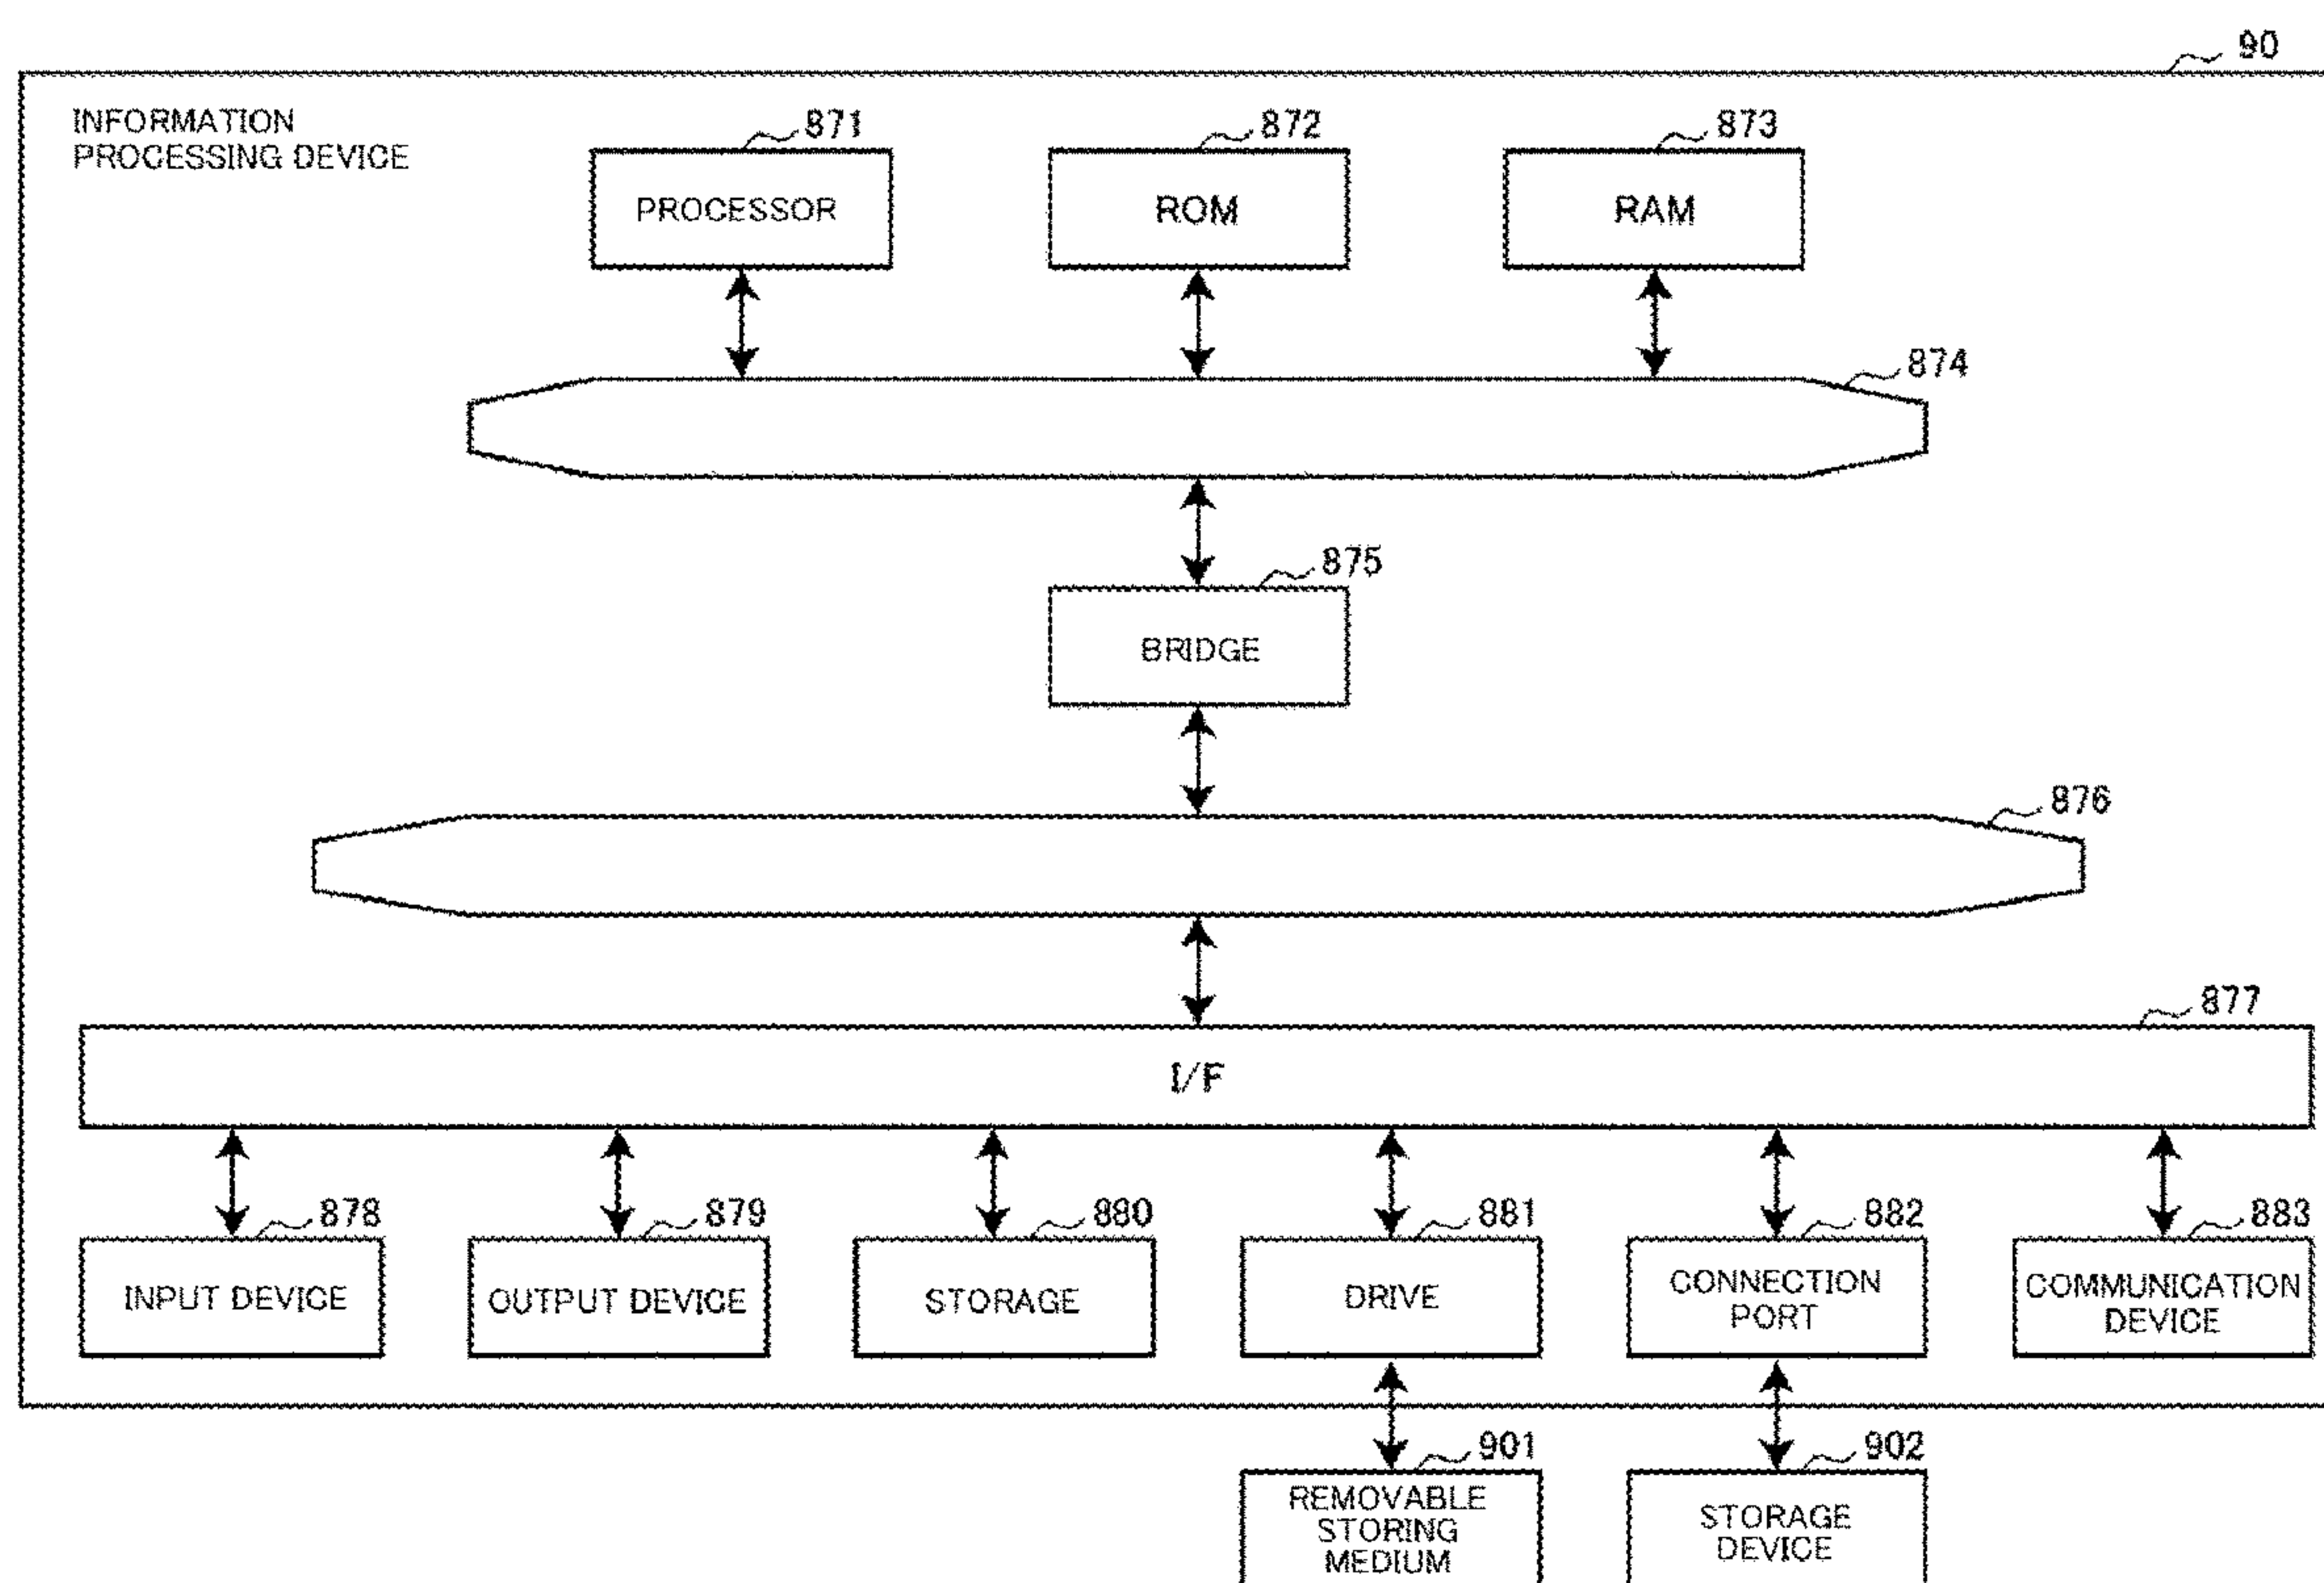 90
INFORMATION
PROCESSING DEVICE
871
872
873
PROCESSOR
ROM
RAM
874
875
BRIDGE
876
877
I/F
878
879
880
881
882
883
INPUT DEVICE
OUTPUT DEVICE
STORAGE
DRIVE
CONNECTION
PORT
COMMUNICATION
DEVICE
901
902
REMOVABLE
STORING
MEDIUM
STORAGE
DEVICE